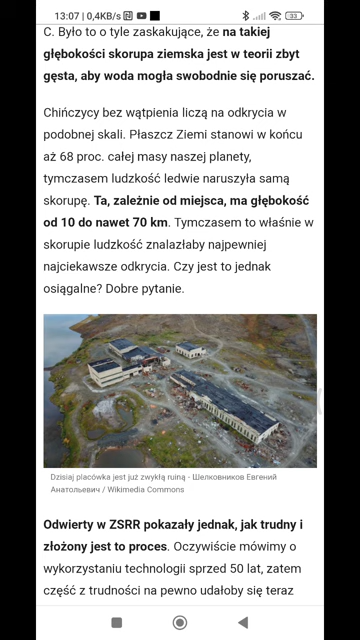 13:07 | 0,4KB/s
33
C. Było to o tyle zaskakujące, że na takiej
głębokości skorupa ziemska jest w teorii zbyt
gęsta, aby woda mogła swobodnie się poruszać.
Chińczycy bez wątpienia liczą na odkrycia w
podobnej skali. Płaszcz Ziemi stanowi w końcu
aż 68 proc. całej masy naszej planety,
tymczasem ludzkość ledwie naruszyła samą
skorupę. Ta, zależnie od miejsca, ma głębokość
od 10 do nawet 70 km. Tymczasem to właśnie w
skorupie ludzkość znalazłaby najpewniej
najciekawsze odkrycia. Czy jest to jednak
osiągalne? Dobre pytanie.
Dzisiaj placówka jest już zwykłą ruiną - Шелковников Евгений
Анатольевич / Wikimedia Commons
Odwierty w ZSRR pokazały jednak, jak trudny i
złożony jest to proces. Oczywiście mówimy o
wykorzystaniu technologii sprzed 50 lat, zatem
część z trudności na pewno udałoby się teraz